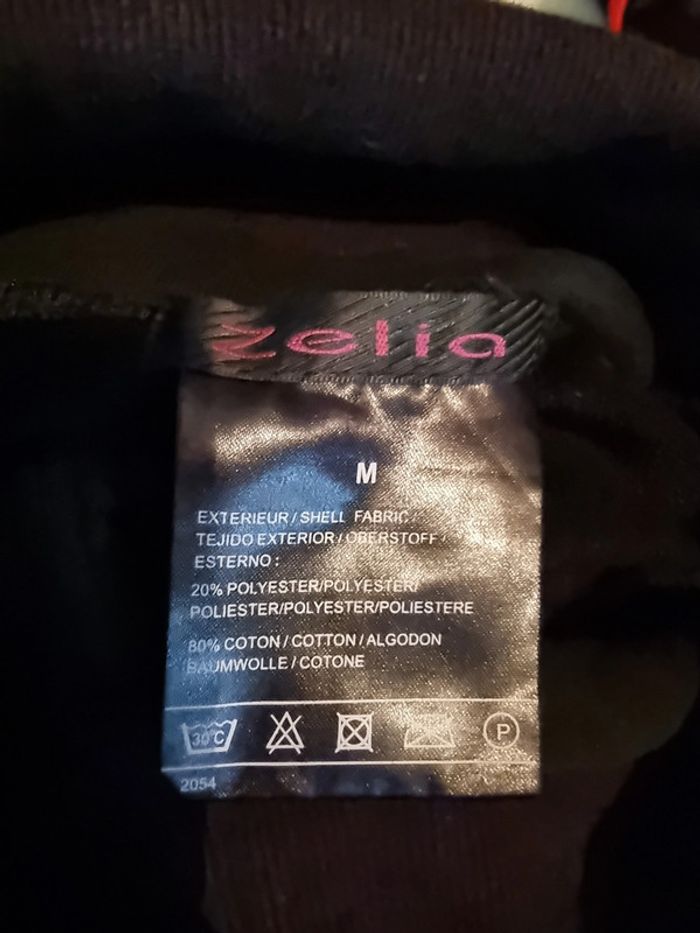 zelia
M
EXTERIEUR / SHELL FABRIC /
TEJIDO EXTERIOR / OBERSTOFF /
ESTERNO :
20% POLYESTER/POLYESTER/
POLIESTER/POLYESTER/POLIESTERE
80% COTON / COTTON / ALGODON
BAUMWOLLE / COTONE
30°C
P
2054